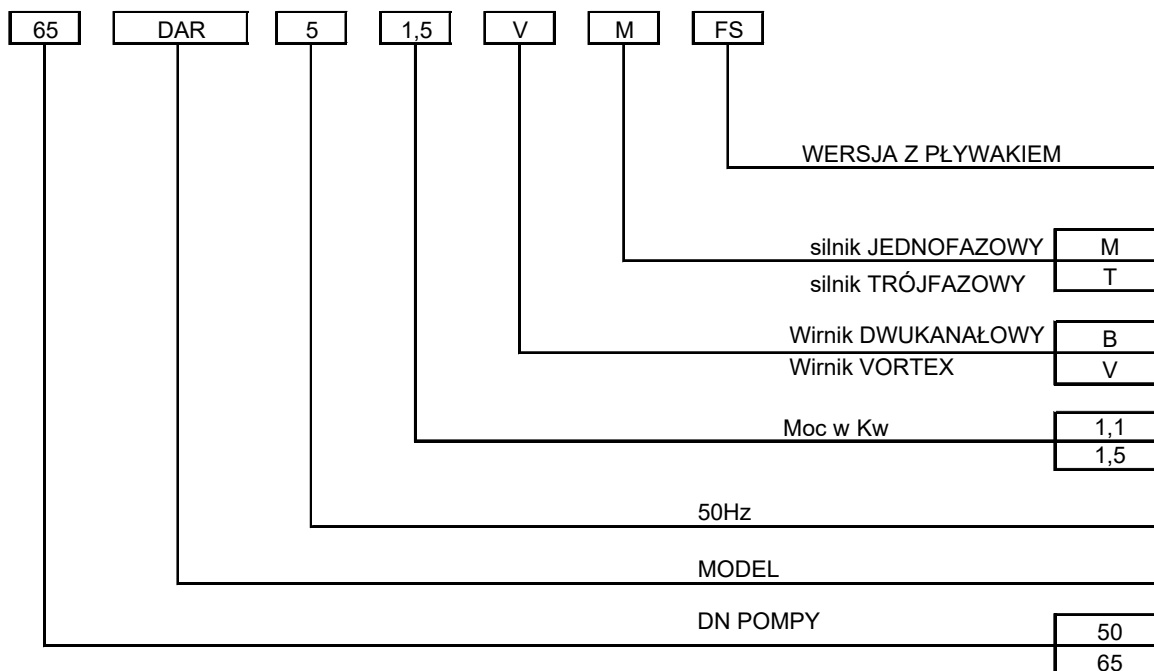 65 DAR 5 1,5 V M FS
WERSJA Z PŁYWAKIEM
silnik JEDNOFAZOWY M
silnik TRÓJFAZOWY T
Wirnik DWUKANAŁOWY B
Wirnik VORTEX V
Moc w Kw 1,1
1,5
50Hz
MODEL
DN POMPY 50
65